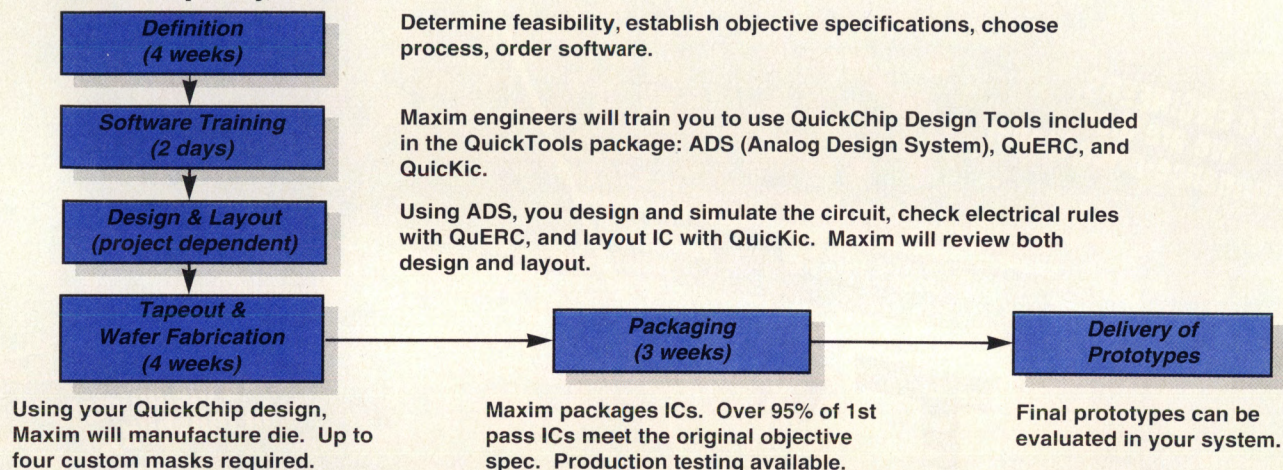 Definition
(4 weeks)
Determine feasibility, establish objective specifications, choose
process, order software.
Software Training
(2 days)
Maxim engineers will train you to use QuickChip Design Tools included
in the QuickTools package: ADS (Analog Design System), QuERC, and
QuicKic.
Design & Layout
(project dependent)
Using ADS, you design and simulate the circuit, check electrical rules
with QuERC, and layout IC with QuicKic. Maxim will review both
design and layout.
Tapeout &
Wafer Fabrication
(4 weeks)
Using your QuickChip design,
Maxim will manufacture die. Up to
four custom masks required.
Packaging
(3 weeks)
Maxim packages ICs. Over 95% of 1st
pass ICs meet the original objective
spec. Production testing available.
Delivery of
Prototypes
Final prototypes can be
evaluated in your system.